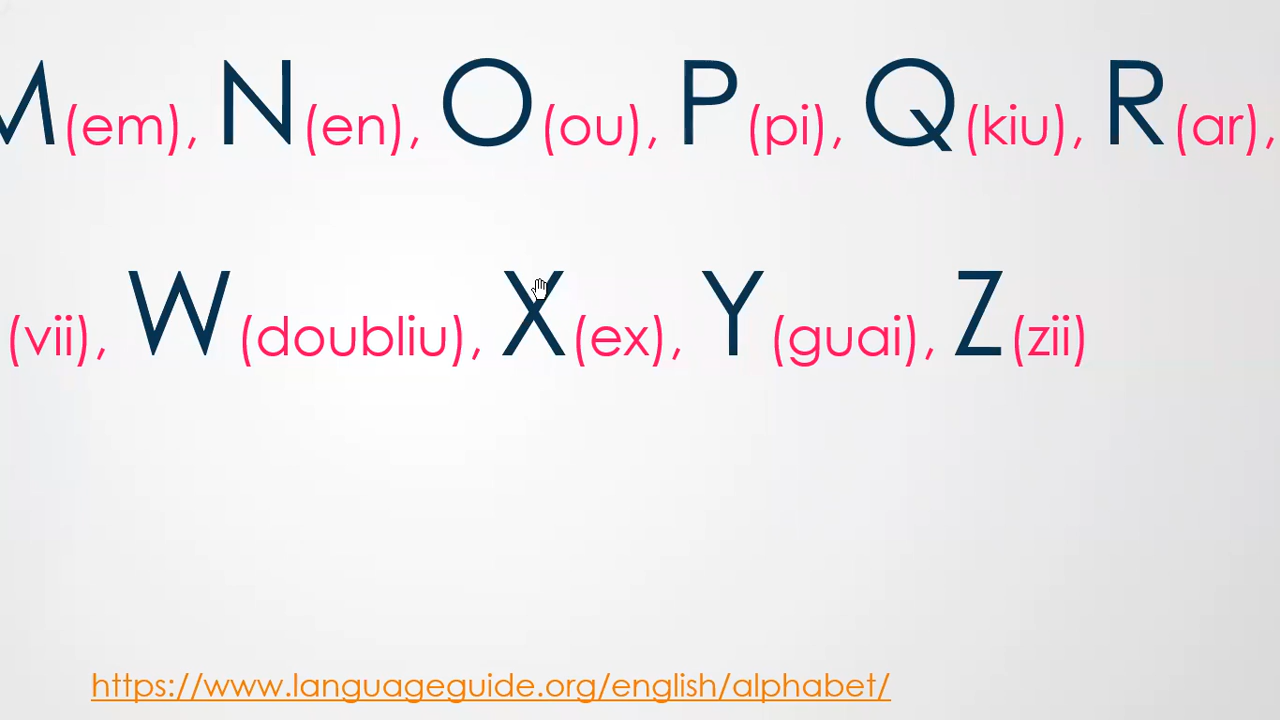 M(em), N(en), O(ou), P(pi), Q(kiu), R(ar),
(vii), W(doubliu), X(ex), Y(guai), Z(zii)
https://www.languageguide.org/english/alphabet/